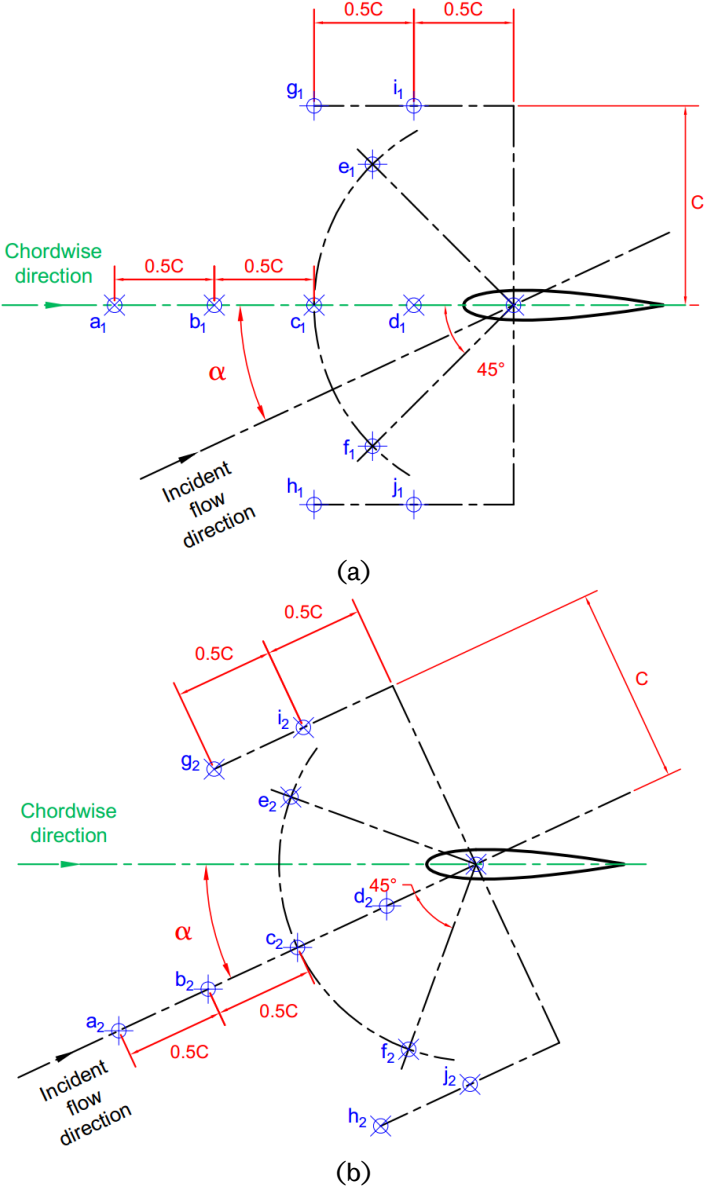 0.5C 0.5C
g₁ i₁
e₁
C
Chordwise
direction
0.5C 0.5C
a₁ b₁ c₁ d₁
α
45°
f₁
Incident
flow
direction
h₁ j₁
(a)
0.5C
0.5C
C
i₂
g₂
e₂
Chordwise
direction
45°
d₂
α
c₂
b₂
0.5C
a₂
0.5C
f₂
Incident
flow
direction
j₂
h₂
(b)